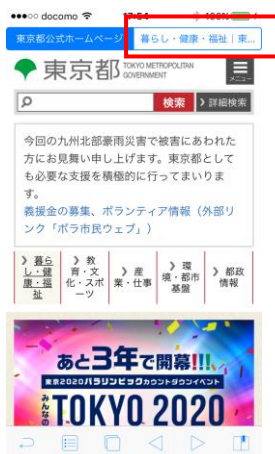 docomo 17:54 100%
東京都公式ホームページ 暮らし・健康・福祉｜東...
東京都 TOKYO METROPOLITAN
GOVERNMENT
メニュー
検索 》詳細検索
今回の九州北部豪雨災害で被害にあわれた
方にお見舞い申し上げます。東京都として
も必要な支援を積極的に行ってまいりま
す。
義援金の募集、ボランティア情報（外部リ
ンク「ボラ市民ウェブ」）
》暮ら
し・健
康・福
祉
》教
育・文
化・スポ
ーツ
》産
業・仕事
》環
境・都市
基盤
》都政
情報
あと3年で開幕!!!
東京2020パラリンピックカウントダウンイベント
みんなの
TOKYO 2020